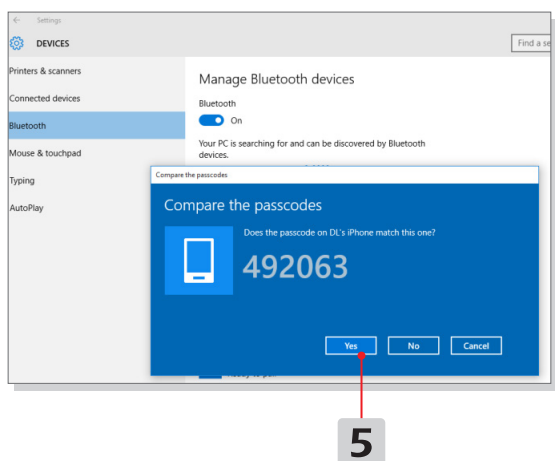 ← Settings
DEVICES
Find a se
Printers & scanners
Connected devices
Bluetooth
Mouse & touchpad
Typing
AutoPlay
Manage Bluetooth devices
Bluetooth
On
Your PC is searching for and can be discovered by Bluetooth
devices.
Compare the passcodes
Compare the passcodes
Does the passcode on DL's iPhone match this one?
492063
Yes No Cancel
5